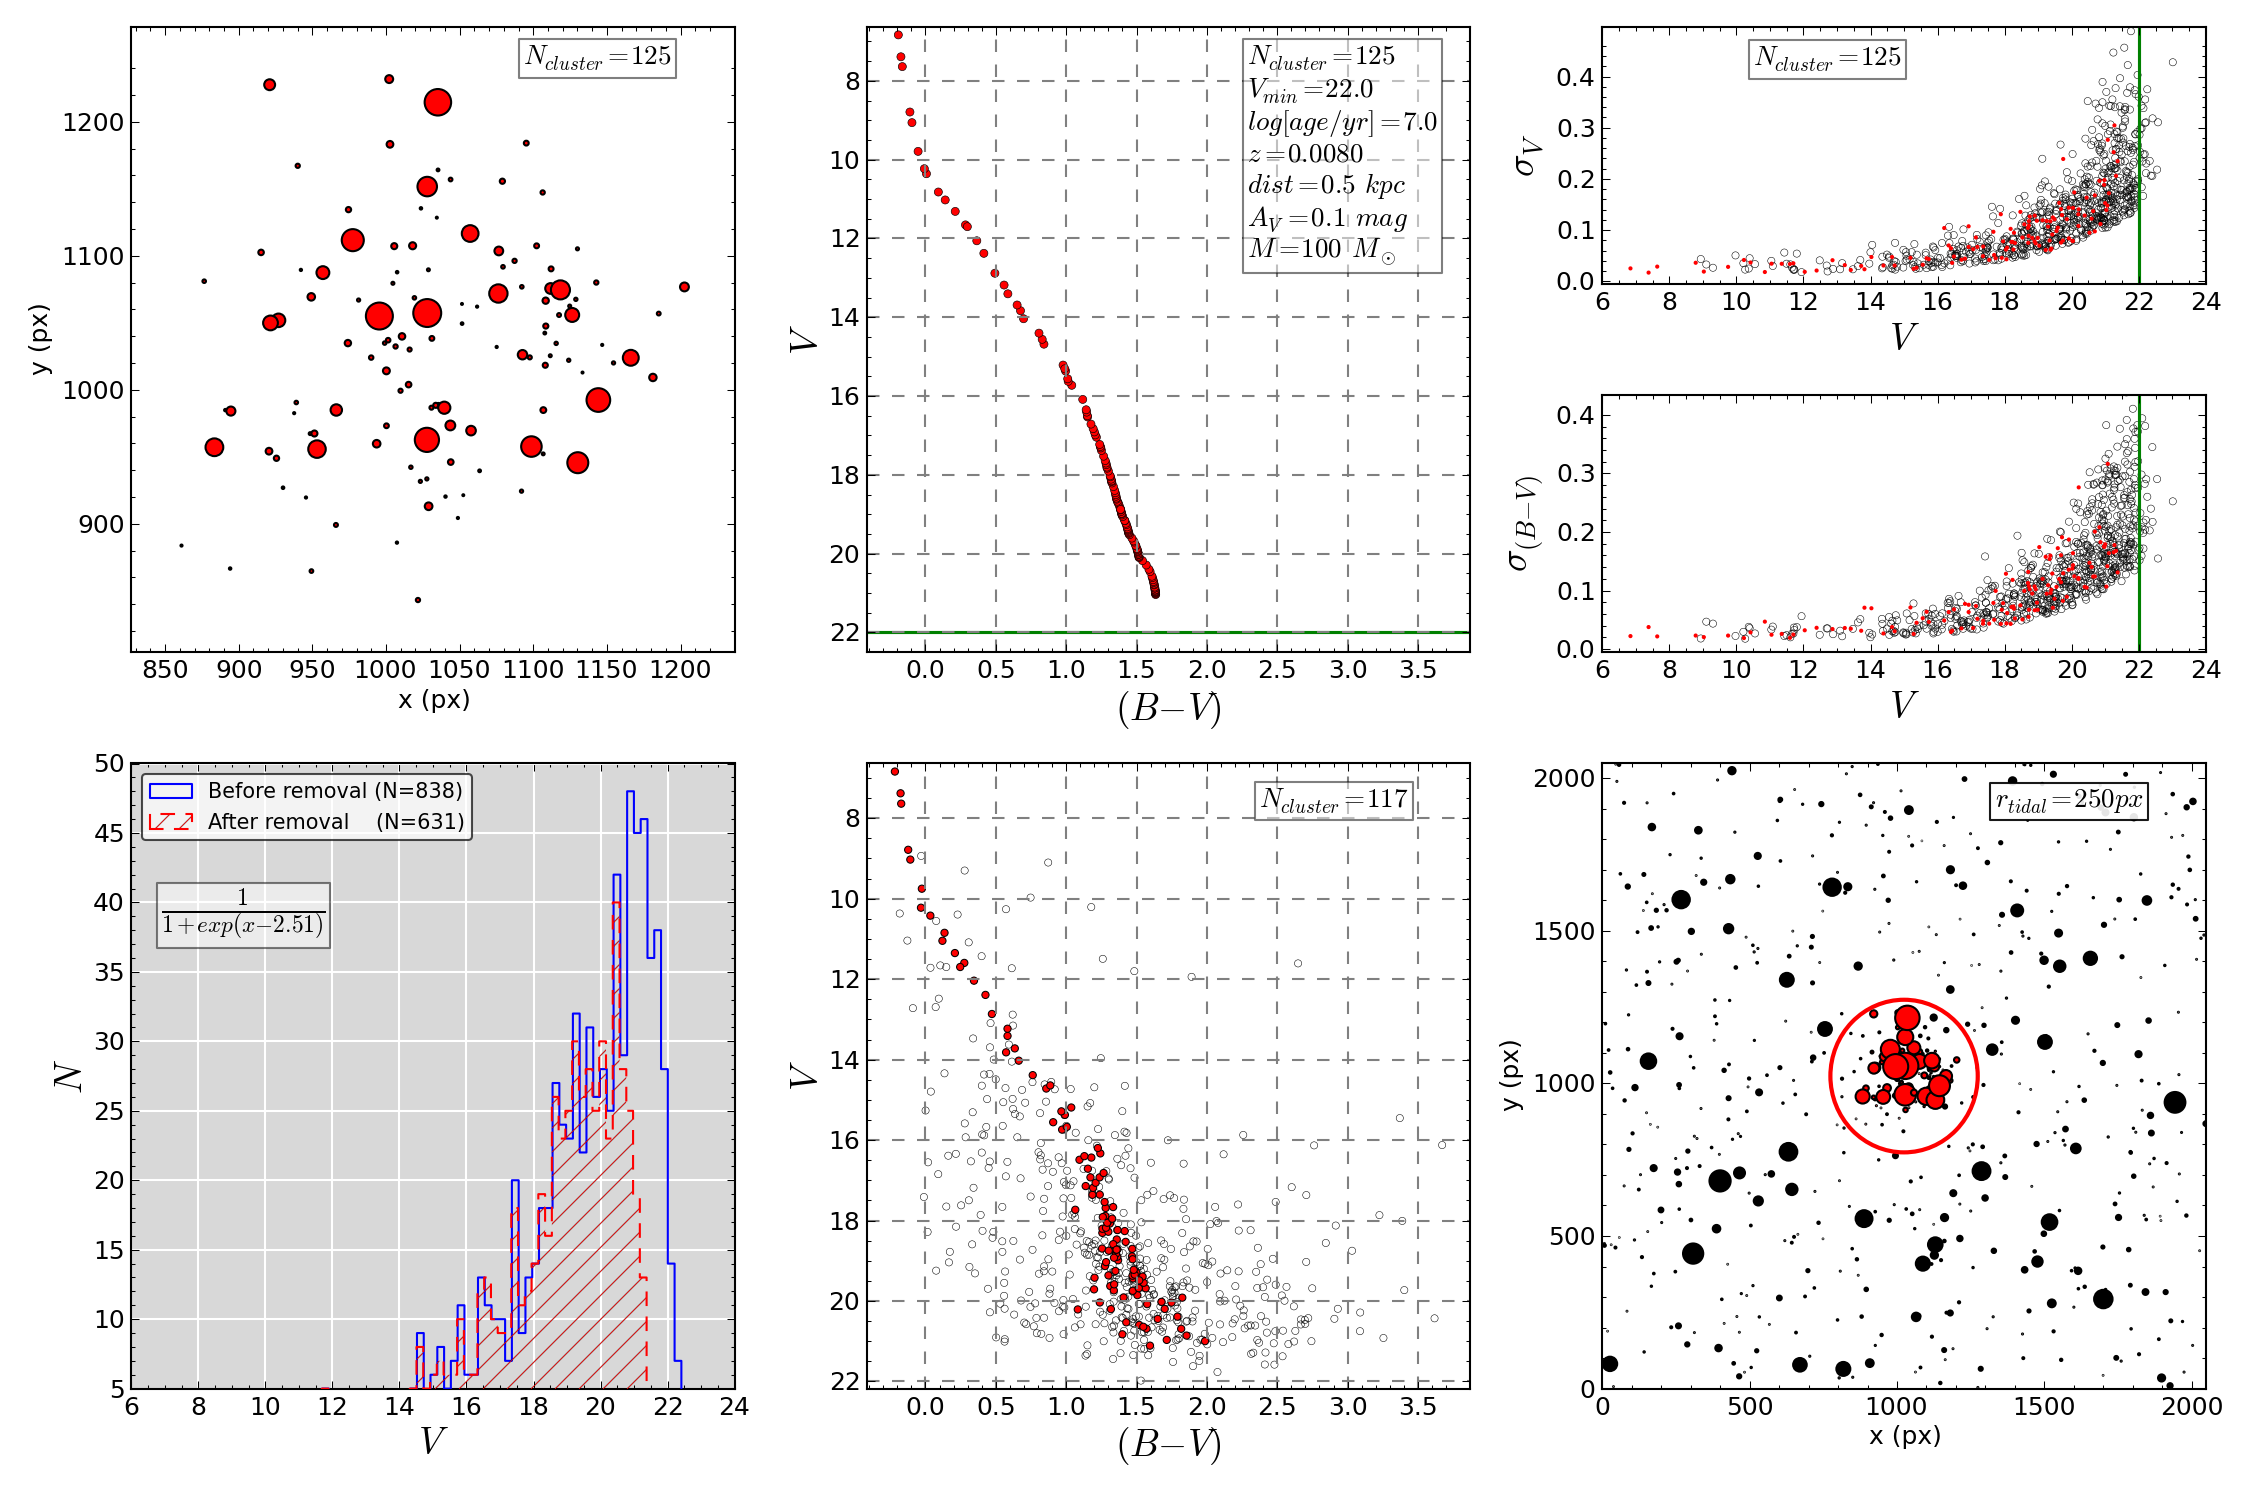 N_cluster=125
1200
1100
1000
900
y (px)
850 900 950 1000 1050 1100 1150 1200
x (px)
N_cluster=125
V_min=22.0
log[age/yr]=7.0
z=0.0080
dist=0.5 kpc
A_V=0.1 mag
M=100 M_⊙
8
10
12
14
16
18
20
22
V
0.0 0.5 1.0 1.5 2.0 2.5 3.0 3.5
(B−V)
N_cluster=125
0.4
0.3
0.2
0.1
0.0
σ_V
6 8 10 12 14 16 18 20 22 24
V
0.4
0.3
0.2
0.1
0.0
σ_(B−V)
6 8 10 12 14 16 18 20 22 24
V
Before removal (N=838)
After removal (N=631)
1
1+exp(x−2.51)
50
45
40
35
30
25
20
15
10
5
N
6 8 10 12 14 16 18 20 22 24
V
N_cluster=117
8
10
12
14
16
18
20
22
V
0.0 0.5 1.0 1.5 2.0 2.5 3.0 3.5
(B−V)
r_tidal=250px
2000
1500
1000
500
0
y (px)
0 500 1000 1500 2000
x (px)